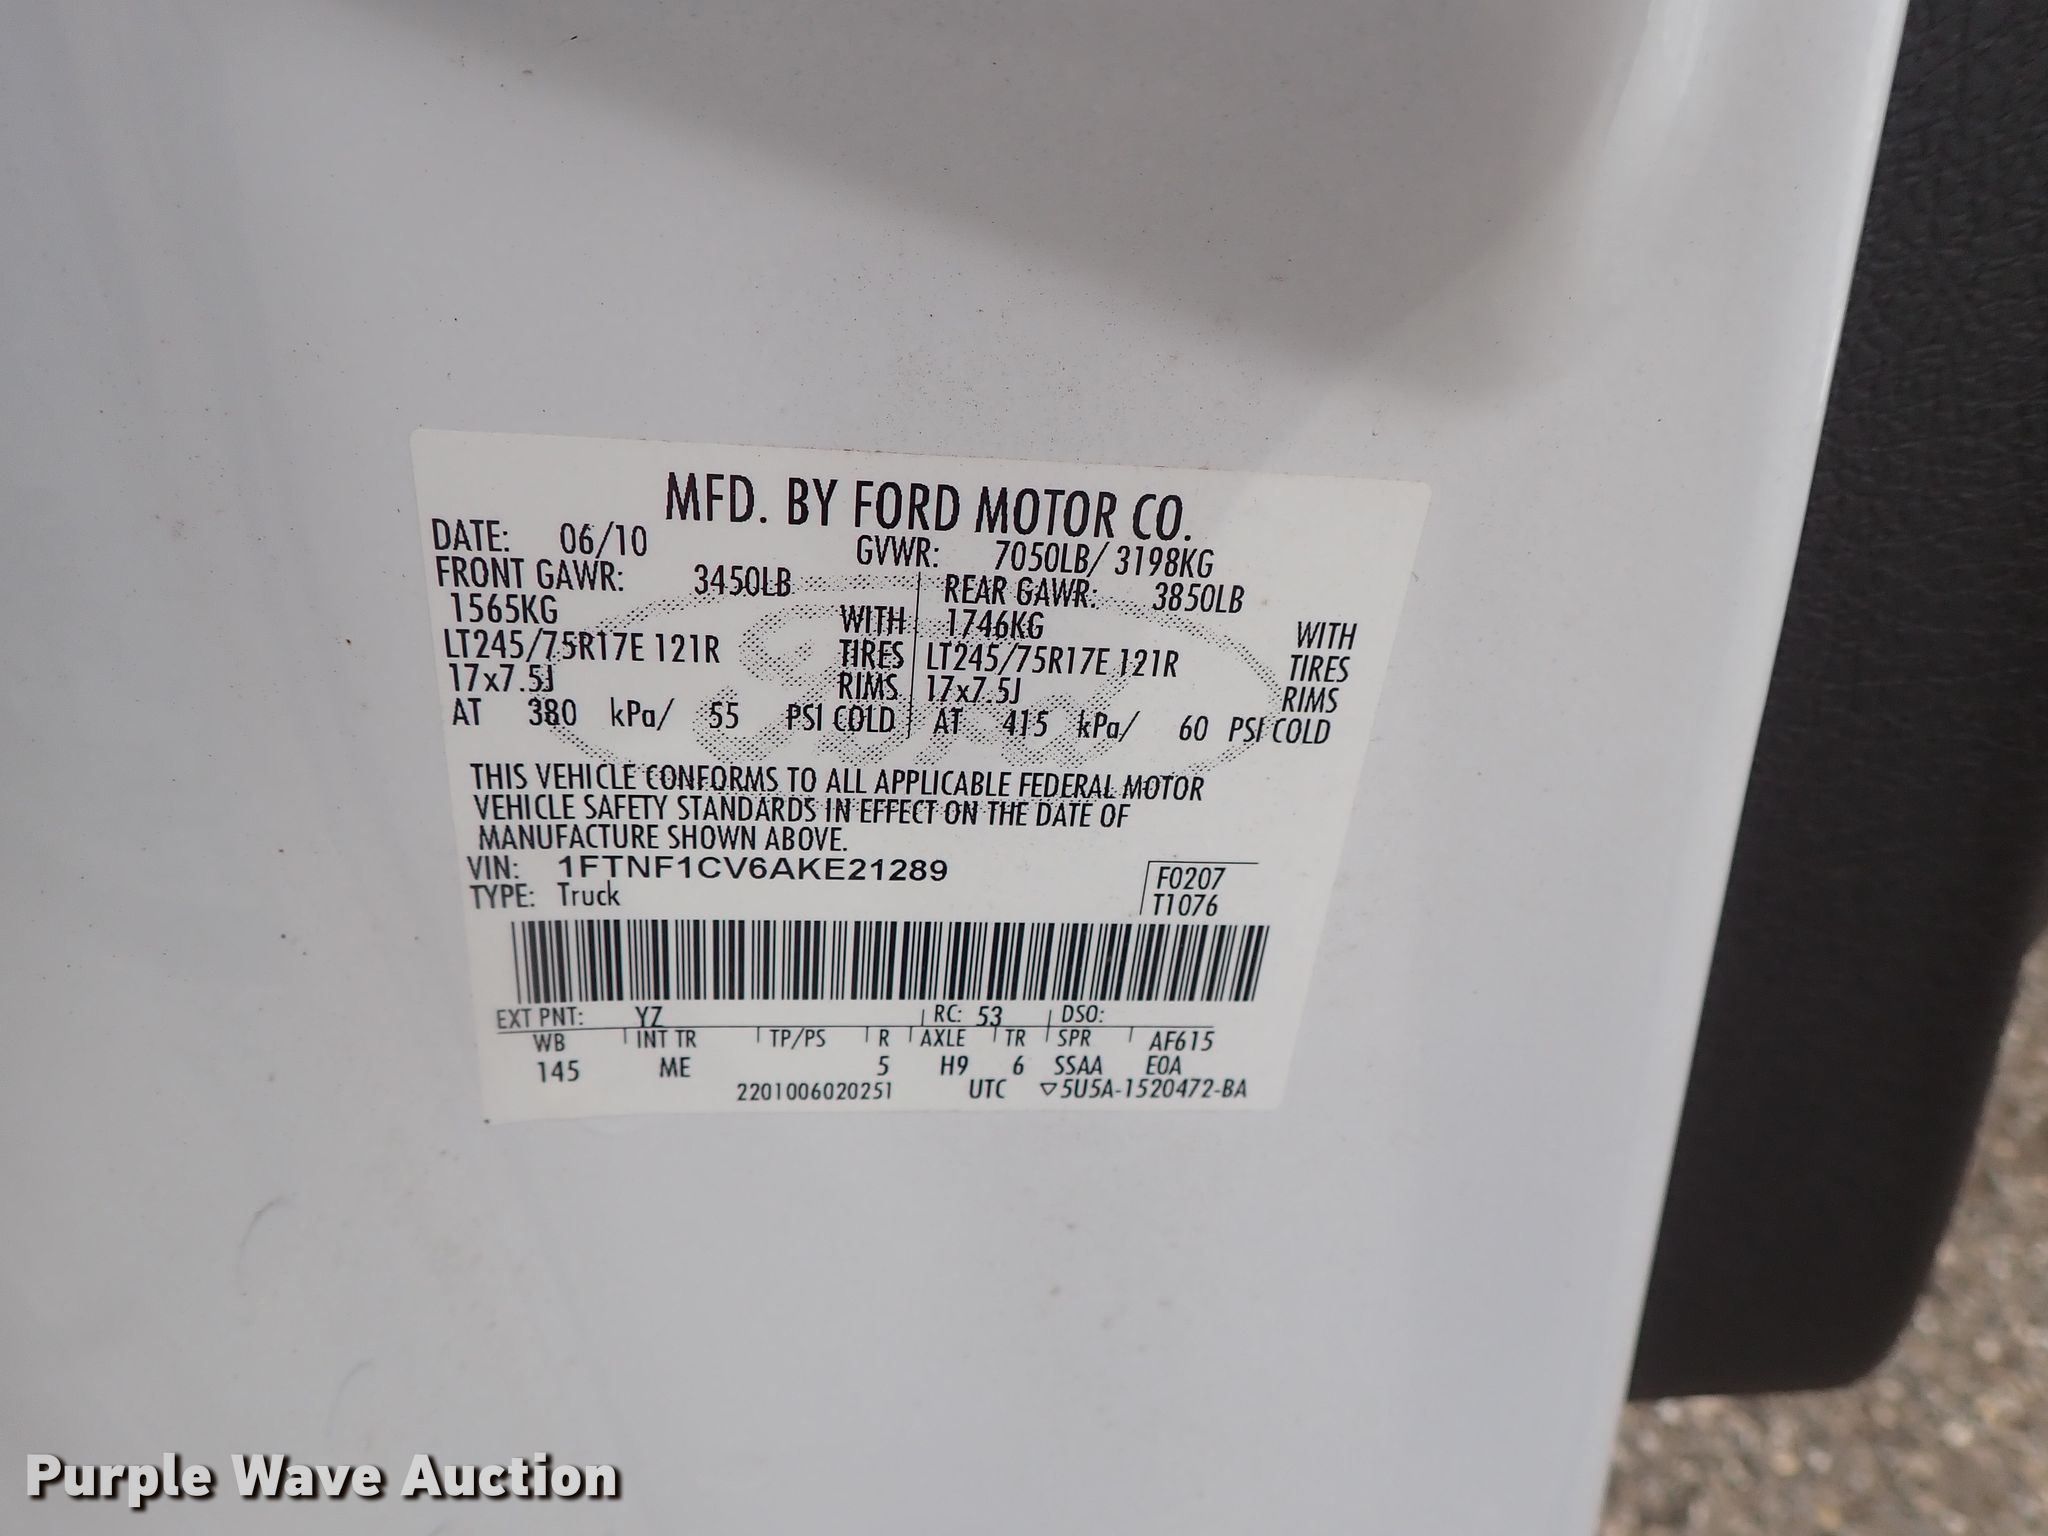 MFD. BY FORD MOTOR CO.
DATE: 06/10 GVWR: 7050LB/ 3198KG
FRONT GAWR: 3450LB REAR GAWR: 3850LB
1565KG WITH 1746KG WITH
LT245/75R17E 121R TIRES LT245/75R17E 121R TIRES
17x7.5J RIMS 17x7.5J RIMS
AT 380 kPa/ 55 PSI COLD AT 415 kPa/ 60 PSI COLD
THIS VEHICLE CONFORMS TO ALL APPLICABLE FEDERAL MOTOR
VEHICLE SAFETY STANDARDS IN EFFECT ON THE DATE OF
MANUFACTURE SHOWN ABOVE.
VIN: 1FTNF1CV6AKE21289 F0207
TYPE: Truck T1076
EXT PNT: YZ RC: 53 DSO:
WB INT TR TP/PS R AXLE TR SPR AF615
145 ME 5 H9 6 SSAA E0A
2201006020251 UTC ▽5U5A-1520472-BA
Ford
Purple Wave Auction